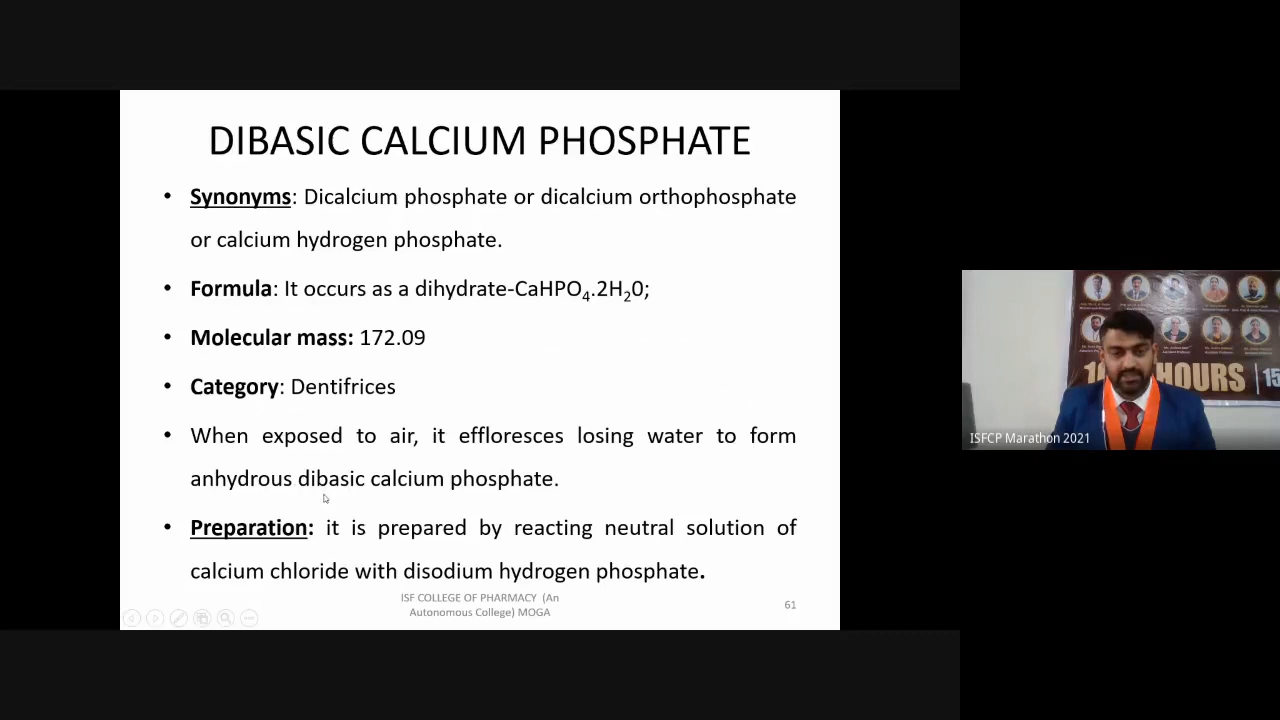 DIBASIC CALCIUM PHOSPHATE
• Synonyms: Dicalcium phosphate or dicalcium orthophosphate
or calcium hydrogen phosphate.
• Formula: It occurs as a dihydrate-CaHPO4.2H20;
• Molecular mass: 172.09
• Category: Dentifrices
• When exposed to air, it effloresces losing water to form
anhydrous dibasic calcium phosphate.
• Preparation: it is prepared by reacting neutral solution of
calcium chloride with disodium hydrogen phosphate.
ISF COLLEGE OF PHARMACY (An
Autonomous College) MOGA
61
HOURS
15
ISFCP Marathon 2021